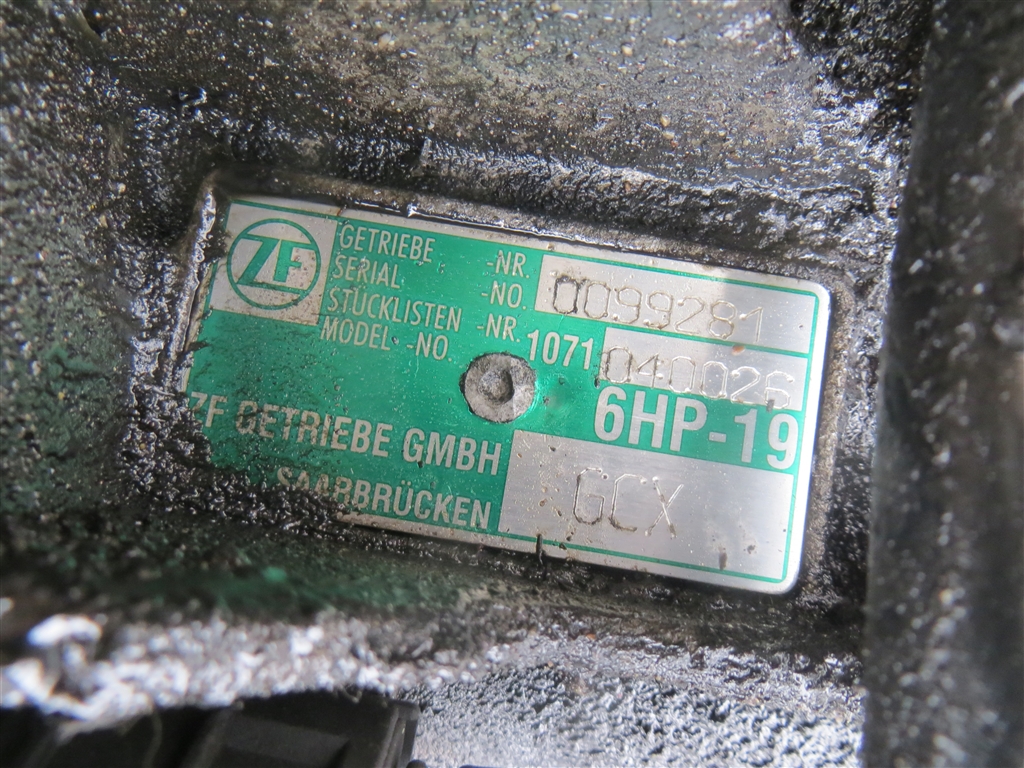 ZF
GETRIEBE -NR.
SERIAL -NO. 0099281
STÜCKLISTEN -NR.
MODEL -NO. 1071 040026
6HP-19
ZF GETRIEBE GMBH
SAARBRÜCKEN
GCX